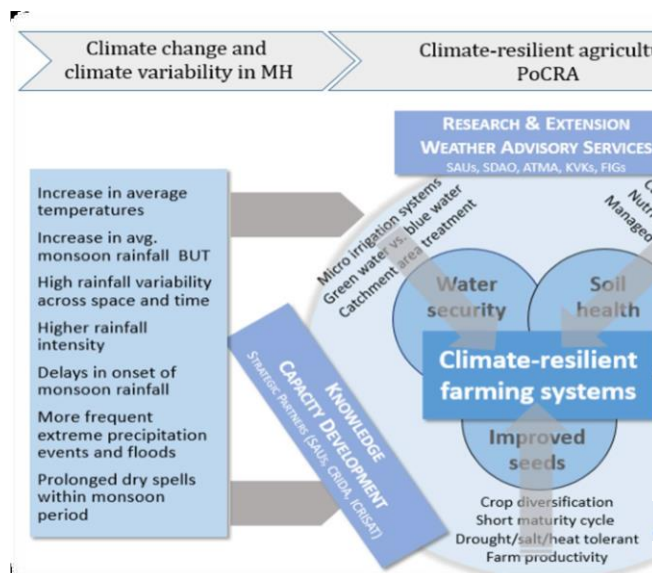 Climate change and
climate variability in MH
Climate-resilient agricultu
PoCRA
RESEARCH & EXTENSION
WEATHER ADVISORY SERVICES
SAUs, SDAO, ATMA, KVKs, FIGs
Increase in average
temperatures
Increase in avg.
monsoon rainfall BUT
High rainfall variability
across space and time
Higher rainfall
intensity
Delays in onset of
monsoon rainfall
More frequent
extreme precipitation
events and floods
Prolonged dry spells
within monsoon
period
Micro irrigation systems
Green water vs. blue water
Catchment area treatment
Nutr
Managed
Water
security
Soil
health
Climate-resilient
farming systems
Improved
seeds
KNOWLEDGE
CAPACITY DEVELOPMENT
STRATEGIC PARTNERS (SAUs, CRIDA, ICRISAT)
Crop diversification
Short maturity cycle
Drought/salt/heat tolerant
Farm productivity